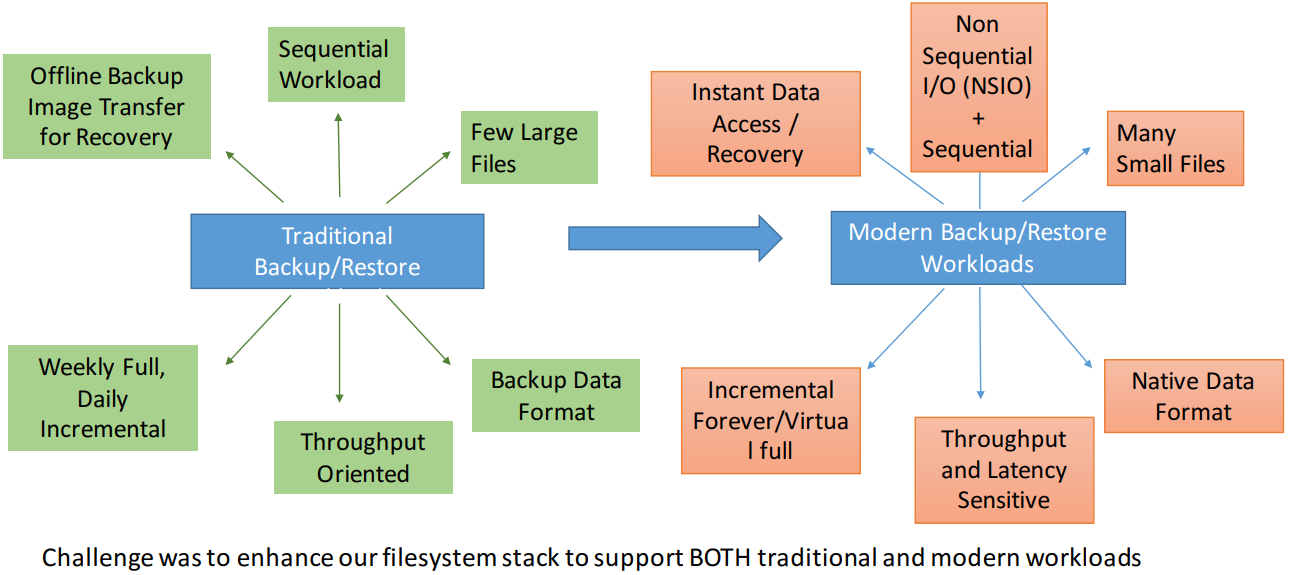 Offline Backup
Image Transfer
for Recovery
Sequential
Workload
Few Large
Files
Traditional
Backup/Restore
Weekly Full,
Daily
Incremental
Throughput
Oriented
Backup Data
Format
Instant Data
Access /
Recovery
Non
Sequential
I/O (NSIO)
+
Sequential
Many
Small Files
Modern Backup/Restore
Workloads
Incremental
Forever/Virtua
l full
Throughput
and Latency
Sensitive
Native Data
Format
Challenge was to enhance our filesystem stack to support BOTH traditional and modern workloads